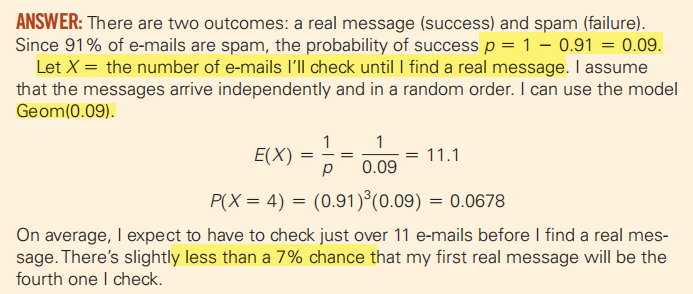 ANSWER: There are two outcomes: a real message (success) and spam (failure).
Since 91% of e-mails are spam, the probability of success p = 1 − 0.91 = 0.09.
Let X = the number of e-mails I'll check until I find a real message. I assume
that the messages arrive independently and in a random order. I can use the model
Geom(0.09).
E(X) = 1/p = 1/0.09 = 11.1
P(X = 4) = (0.91)³(0.09) = 0.0678
On average, I expect to have to check just over 11 e-mails before I find a real mes-
sage. There's slightly less than a 7% chance that my first real message will be the
fourth one I check.